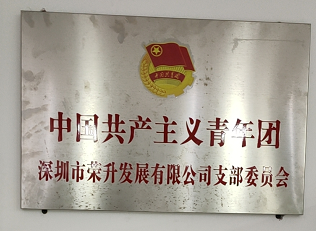 中国共产主义青年团
深圳市荣升发展有限公司支部委员会